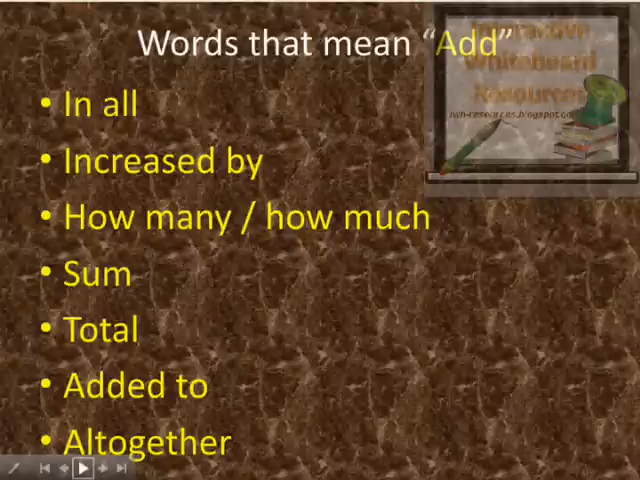 Words that mean “Add”
• In all
• Increased by
• How many / how much
• Sum
• Total
• Added to
• Altogether
Interactive
Whiteboard
Resources